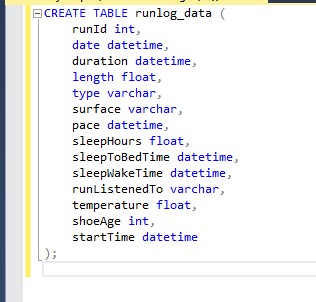 CREATE TABLE runlog_data (
runId int,
date datetime,
duration datetime,
length float,
type varchar,
surface varchar,
pace datetime,
sleepHours float,
sleepToBedTime datetime,
sleepWakeTime datetime,
runListenedTo varchar,
temperature float,
shoeAge int,
startTime datetime
);